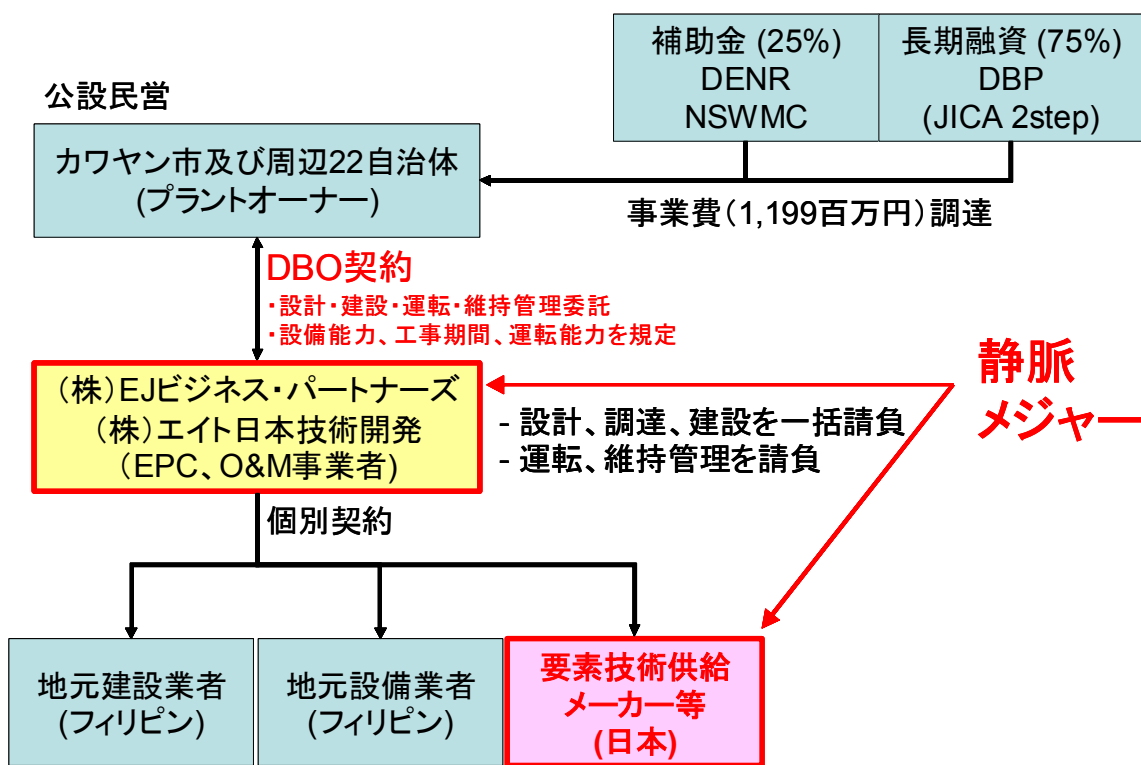 補助金 (25%)
DENR
NSWMC
長期融資 (75%)
DBP
(JICA 2step)
公設民営
カワヤン市及び周辺22自治体
(プラントオーナー)
事業費(1,199百万円)調達
DBO契約
・設計・建設・運転・維持管理委託
・設備能力、工事期間、運転能力を規定
(株)EJビジネス・パートナーズ
(株)エイト日本技術開発
(EPC、O&M事業者)
- 設計、調達、建設を一括請負
- 運転、維持管理を請負
静脈
メジャー
個別契約
地元建設業者
(フィリピン)
地元設備業者
(フィリピン)
要素技術供給
メーカー等
(日本)